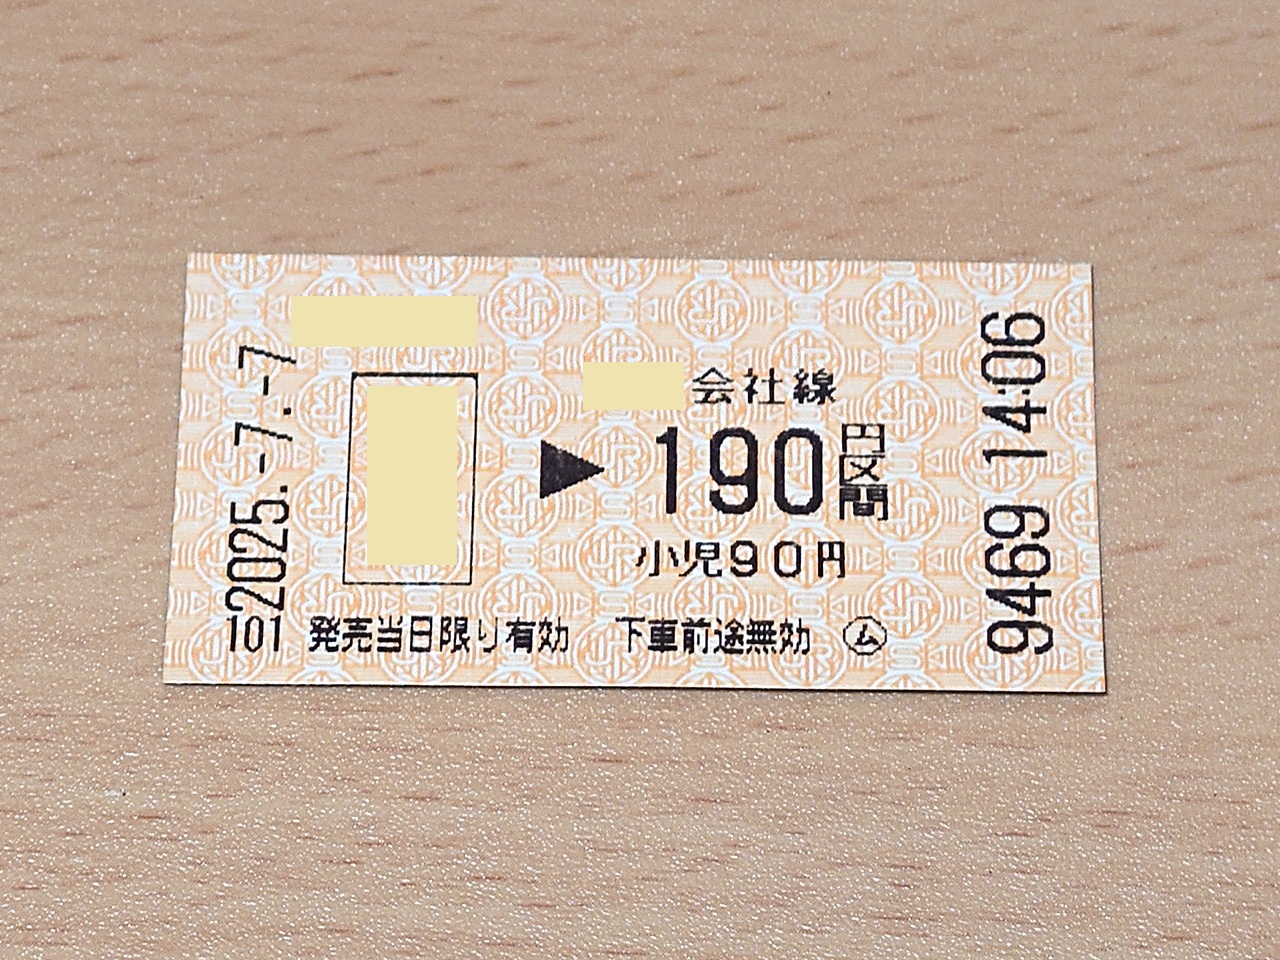 会社線
190円区間
小児90円
101 発売当日限り有効 下車前途無効 ㋰
2025.-7.-7
9469 14:06